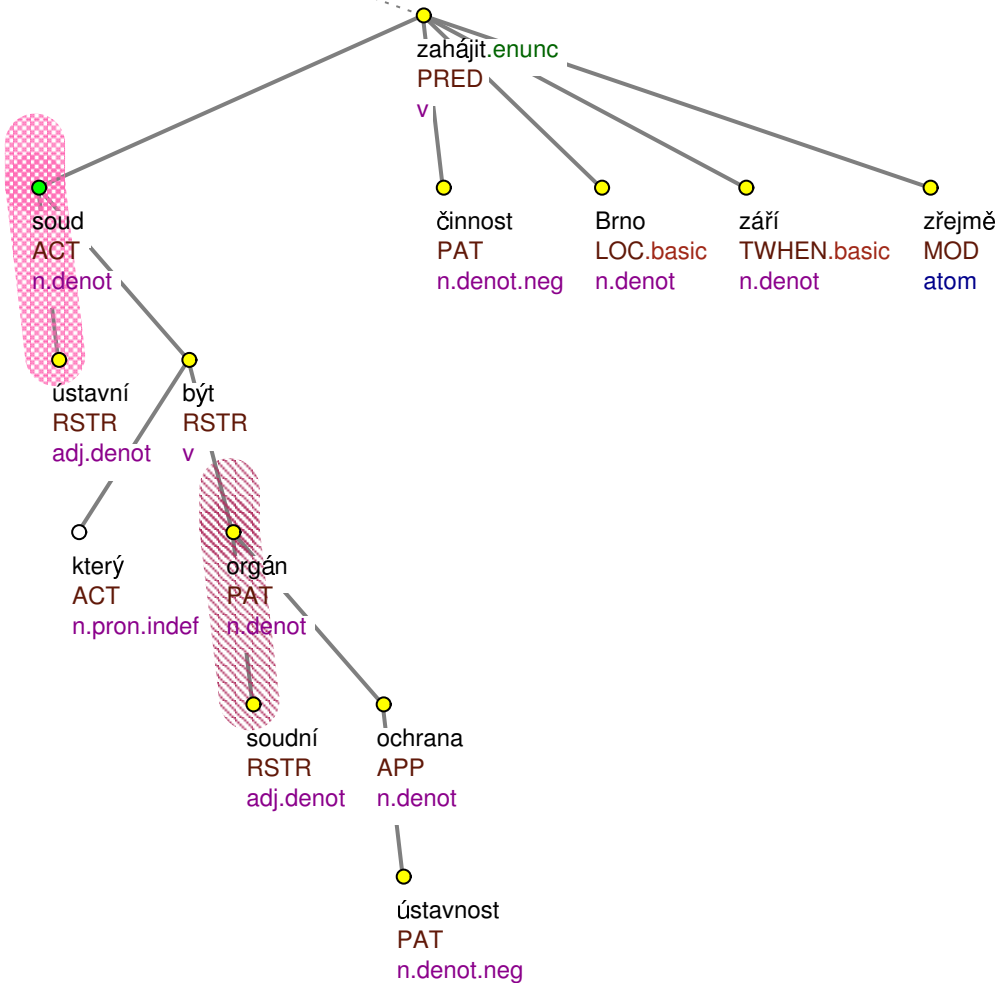 zahájit.enunc
PRED
v
soud
ACT
n.denot
činnost
PAT
n.denot.neg
Brno
LOC.basic
n.denot
září
TWHEN.basic
n.denot
zřejmě
MOD
atom
ústavní
RSTR
adj.denot
být
RSTR
v
který
ACT
n.pron.indef
orgán
PAT
n.denot
soudní
RSTR
adj.denot
ochrana
APP
n.denot
ústavnost
PAT
n.denot.neg